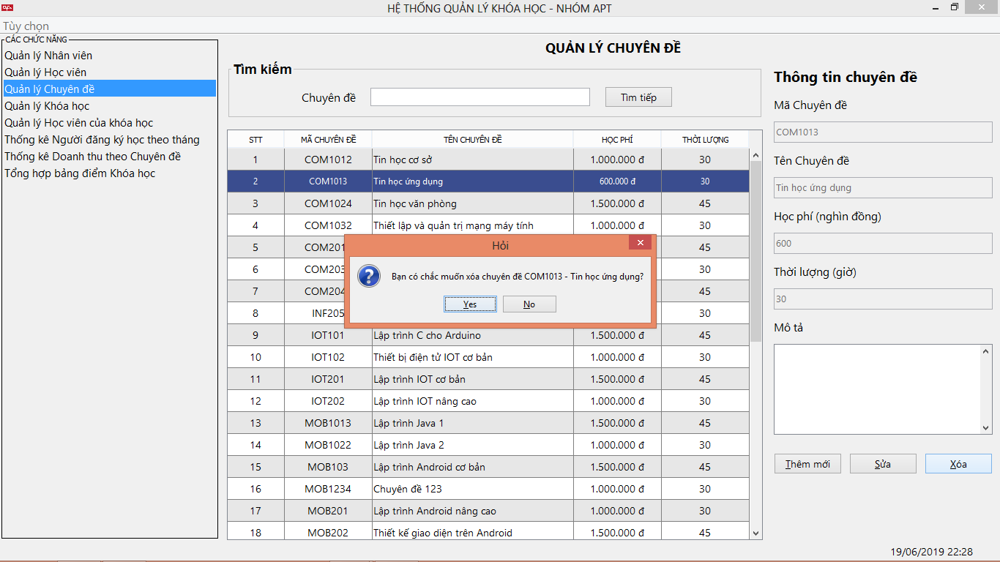 apt
HỆ THỐNG QUẢN LÝ KHÓA HỌC - NHÓM APT
Tùy chọn
CÁC CHỨC NĂNG
Quản lý Nhân viên
Quản lý Học viên
Quản lý Chuyên đề
Quản lý Khóa học
Quản lý Học viên của khóa học
Thống kê Người đăng ký học theo tháng
Thống kê Doanh thu theo Chuyên đề
Tổng hợp bảng điểm Khóa học
QUẢN LÝ CHUYÊN ĐỀ
Tìm kiếm
Chuyên đề
Tìm tiếp
STT MÃ CHUYÊN ĐỀ TÊN CHUYÊN ĐỀ HỌC PHÍ THỜI LƯỢNG
1 COM1012 Tin học cơ sở 1.000.000 đ 30
2 COM1013 Tin học ứng dụng 600.000 đ 30
3 COM1024 Tin học văn phòng 1.500.000 đ 45
4 COM1032 Thiết lập và quản trị mạng máy tính 1.000.000 đ 30
5 COM201 45
6 COM203 30
7 COM204 45
8 INF205 30
9 IOT101 Lập trình C cho Arduino 1.500.000 đ 45
10 IOT102 Thiết bị điện tử IOT cơ bản 1.000.000 đ 30
11 IOT201 Lập trình IOT cơ bản 1.500.000 đ 45
12 IOT202 Lập trình IOT nâng cao 1.000.000 đ 30
13 MOB1013 Lập trình Java 1 1.500.000 đ 45
14 MOB1022 Lập trình Java 2 1.000.000 đ 30
15 MOB103 Lập trình Android cơ bản 1.500.000 đ 45
16 MOB1234 Chuyên đề 123 1.000.000 đ 30
17 MOB201 Lập trình Android nâng cao 1.000.000 đ 30
18 MOB202 Thiết kế giao diện trên Android 1.500.000 đ 45
Hỏi
Bạn có chắc muốn xóa chuyên đề COM1013 - Tin học ứng dụng?
Yes No
Thông tin chuyên đề
Mã Chuyên đề
COM1013
Tên Chuyên đề
Tin học ứng dụng
Học phí (nghìn đồng)
600
Thời lượng (giờ)
30
Mô tả
Thêm mới Sửa Xóa
19/06/2019 22:28